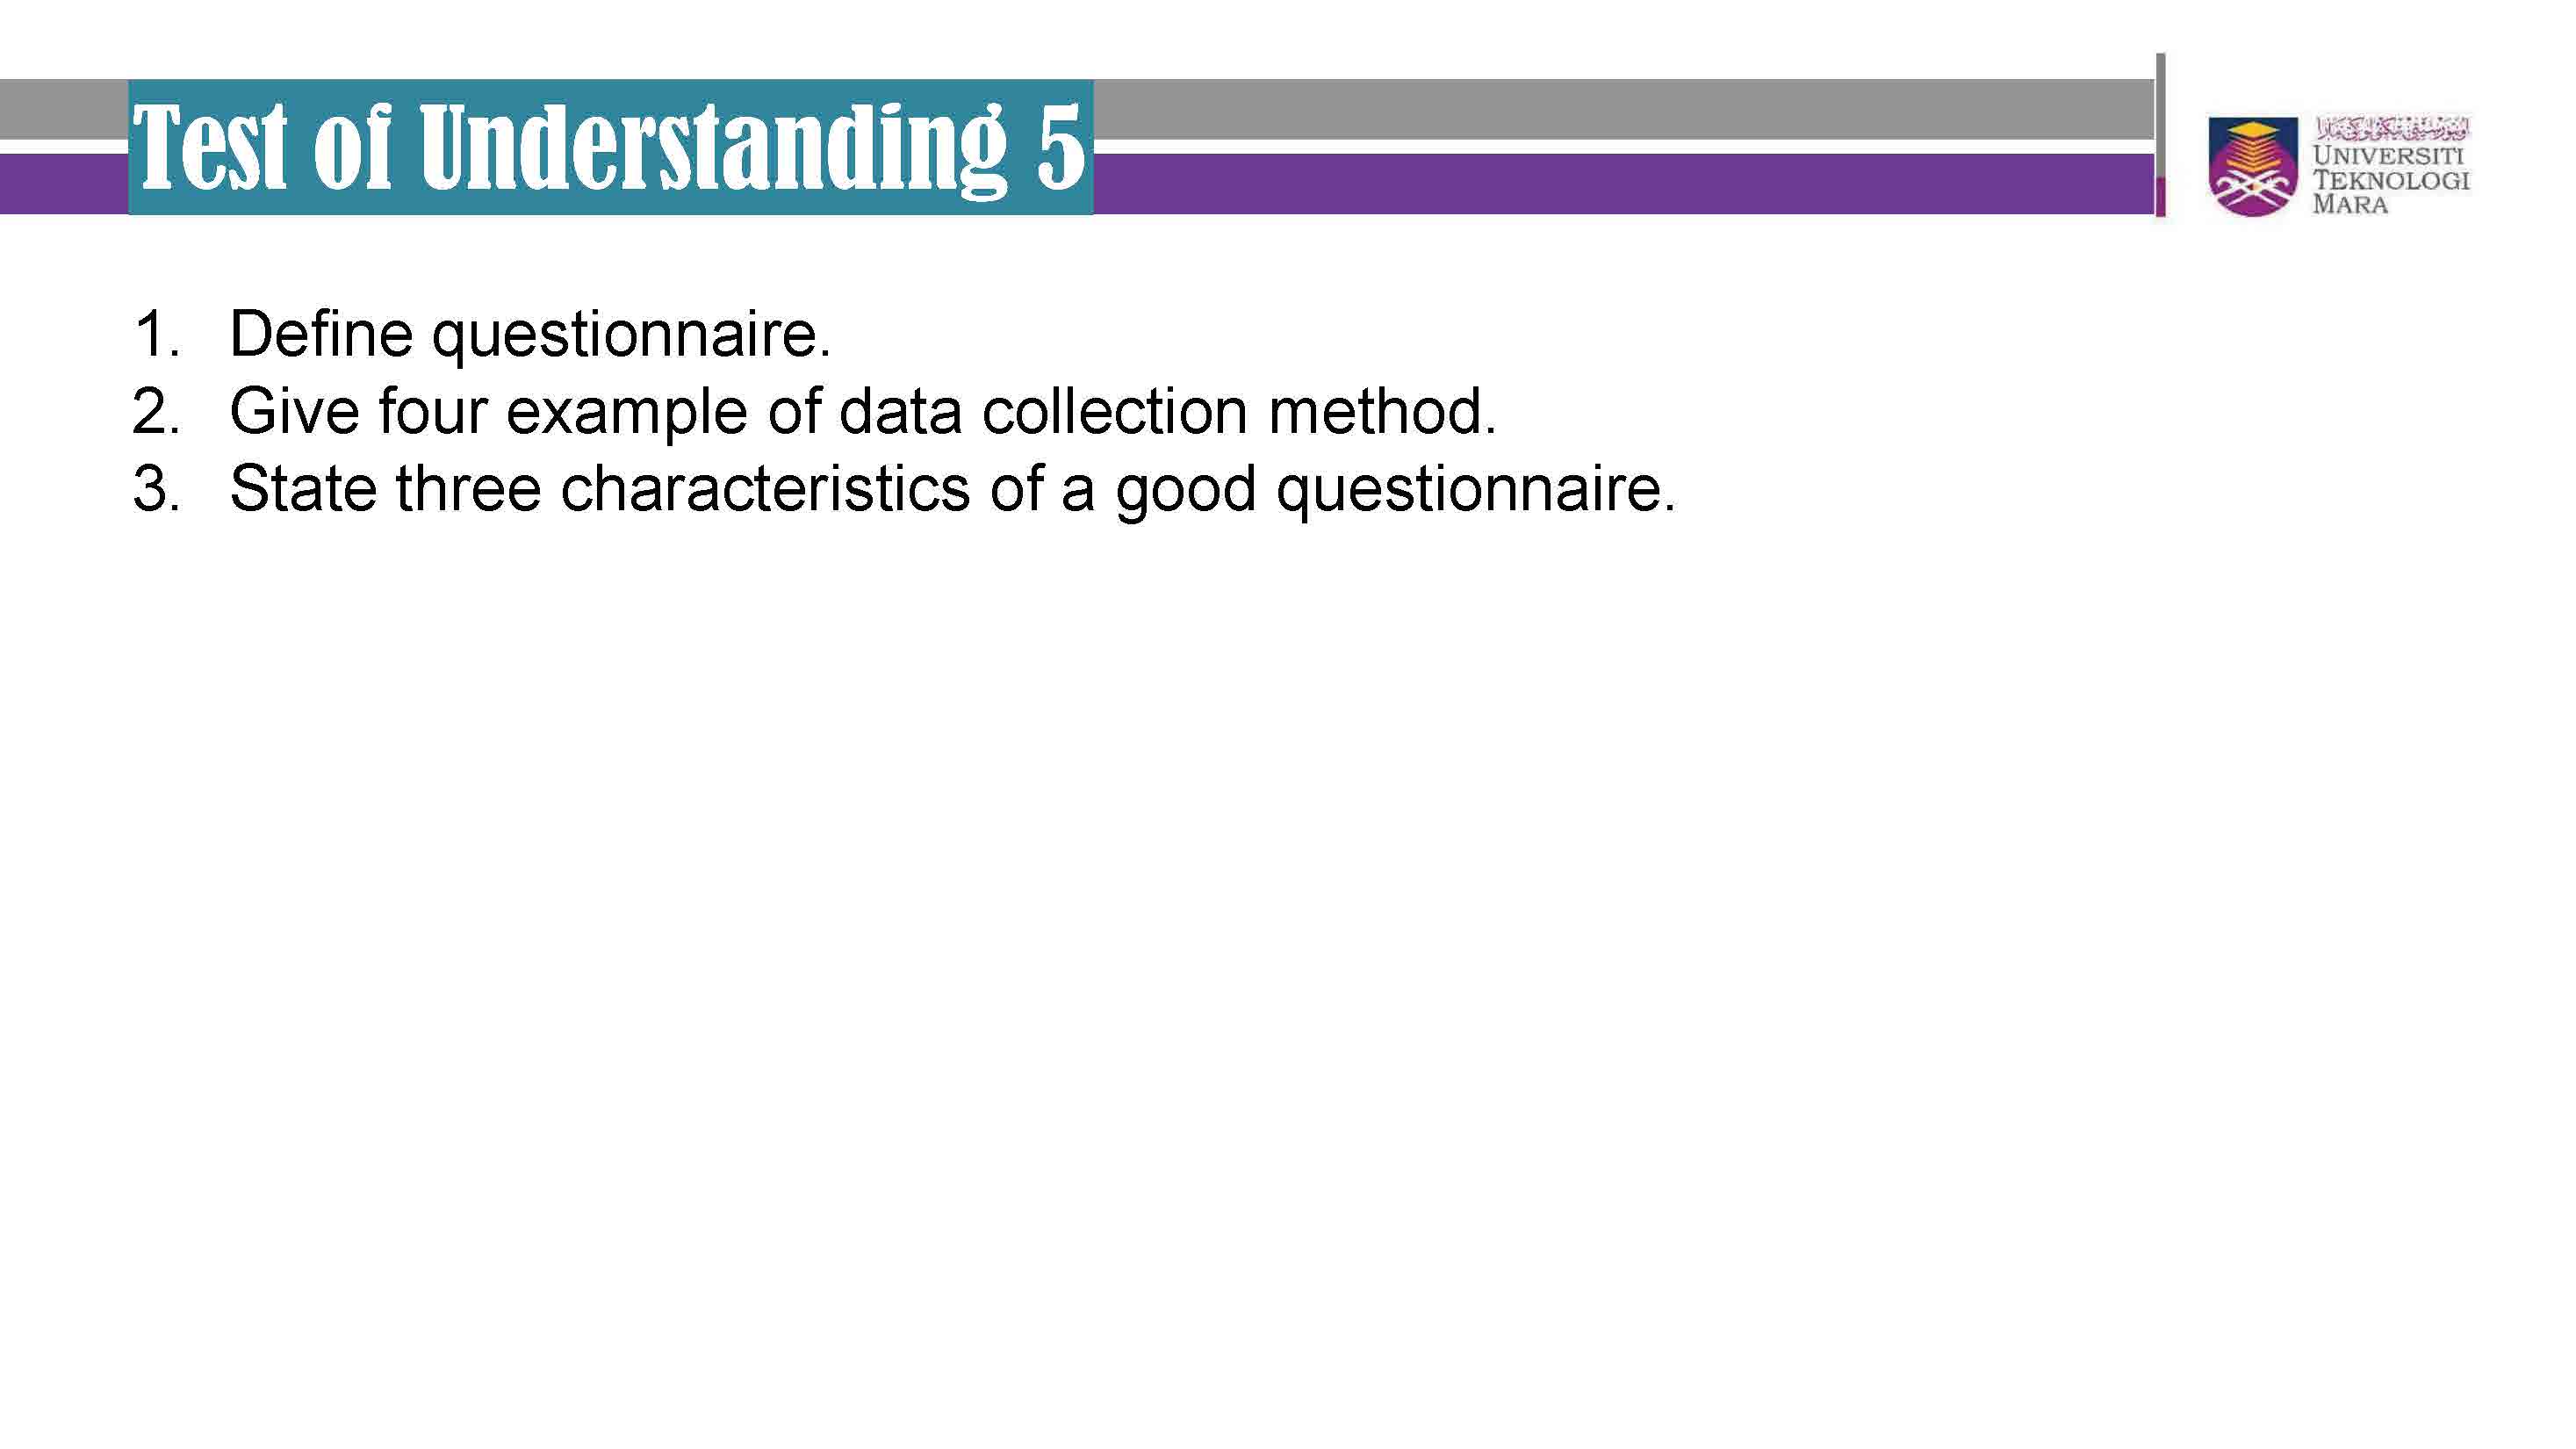 Test of Understanding 5
UNIVERSITI
TEKNOLOGI
MARA
1. Define questionnaire.
2. Give four example of data collection method.
3. State three characteristics of a good questionnaire.